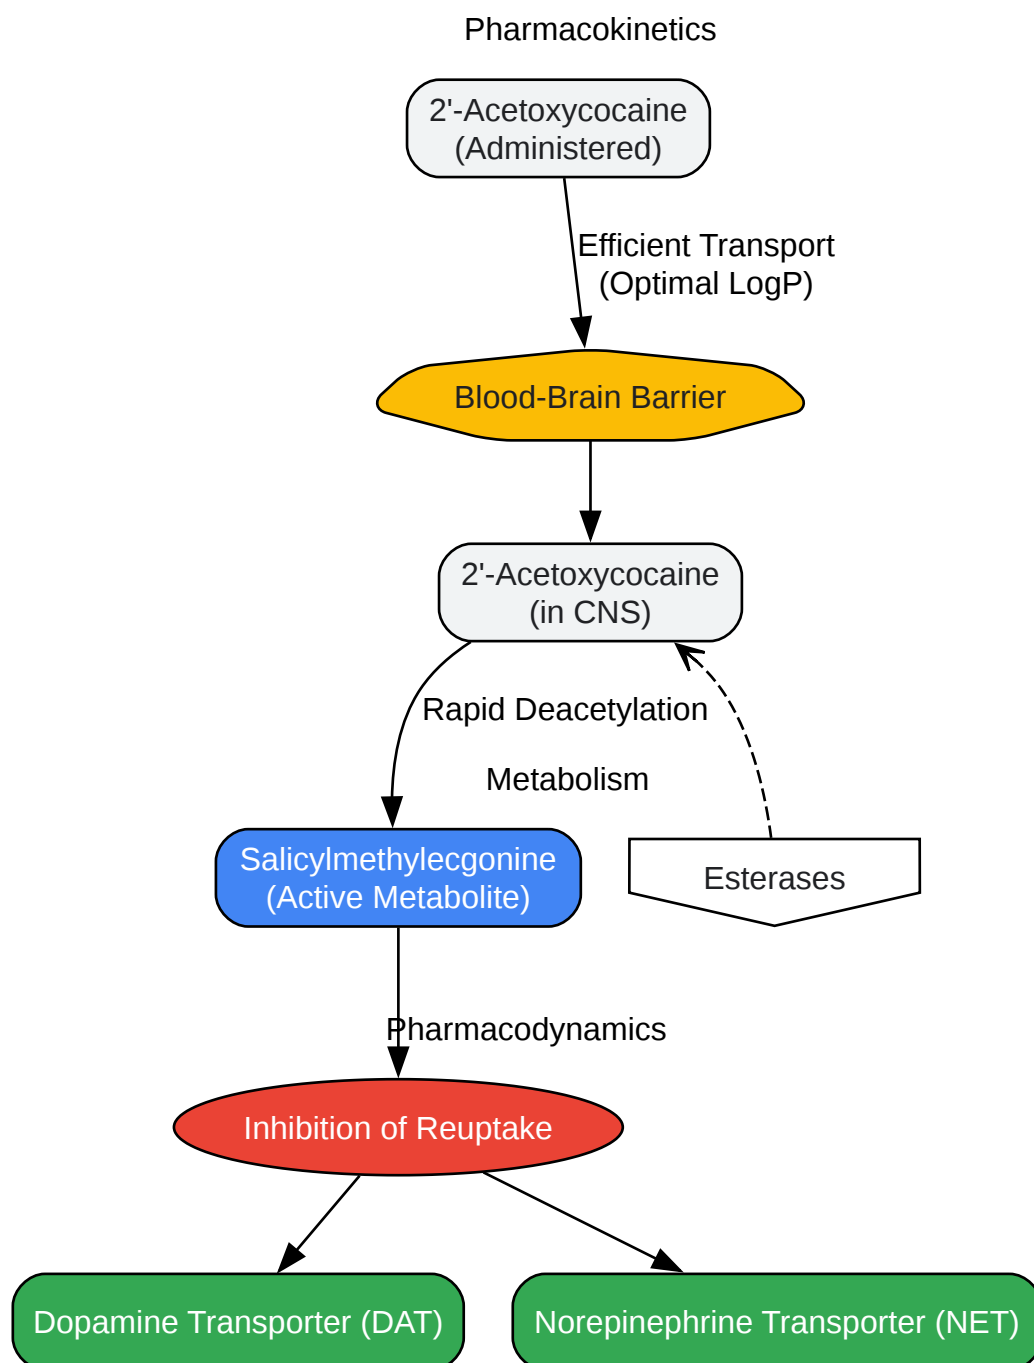 Pharmacokinetics
2'-Acetoxycocaine
(Administered)
Efficient Transport
(Optimal LogP)
Blood-Brain Barrier
2'-Acetoxycocaine
(in CNS)
Rapid Deacetylation
Metabolism
Salicylmethylecgonine
(Active Metabolite)
Esterases
Pharmacodynamics
Inhibition of Reuptake
Dopamine Transporter (DAT)
Norepinephrine Transporter (NET)